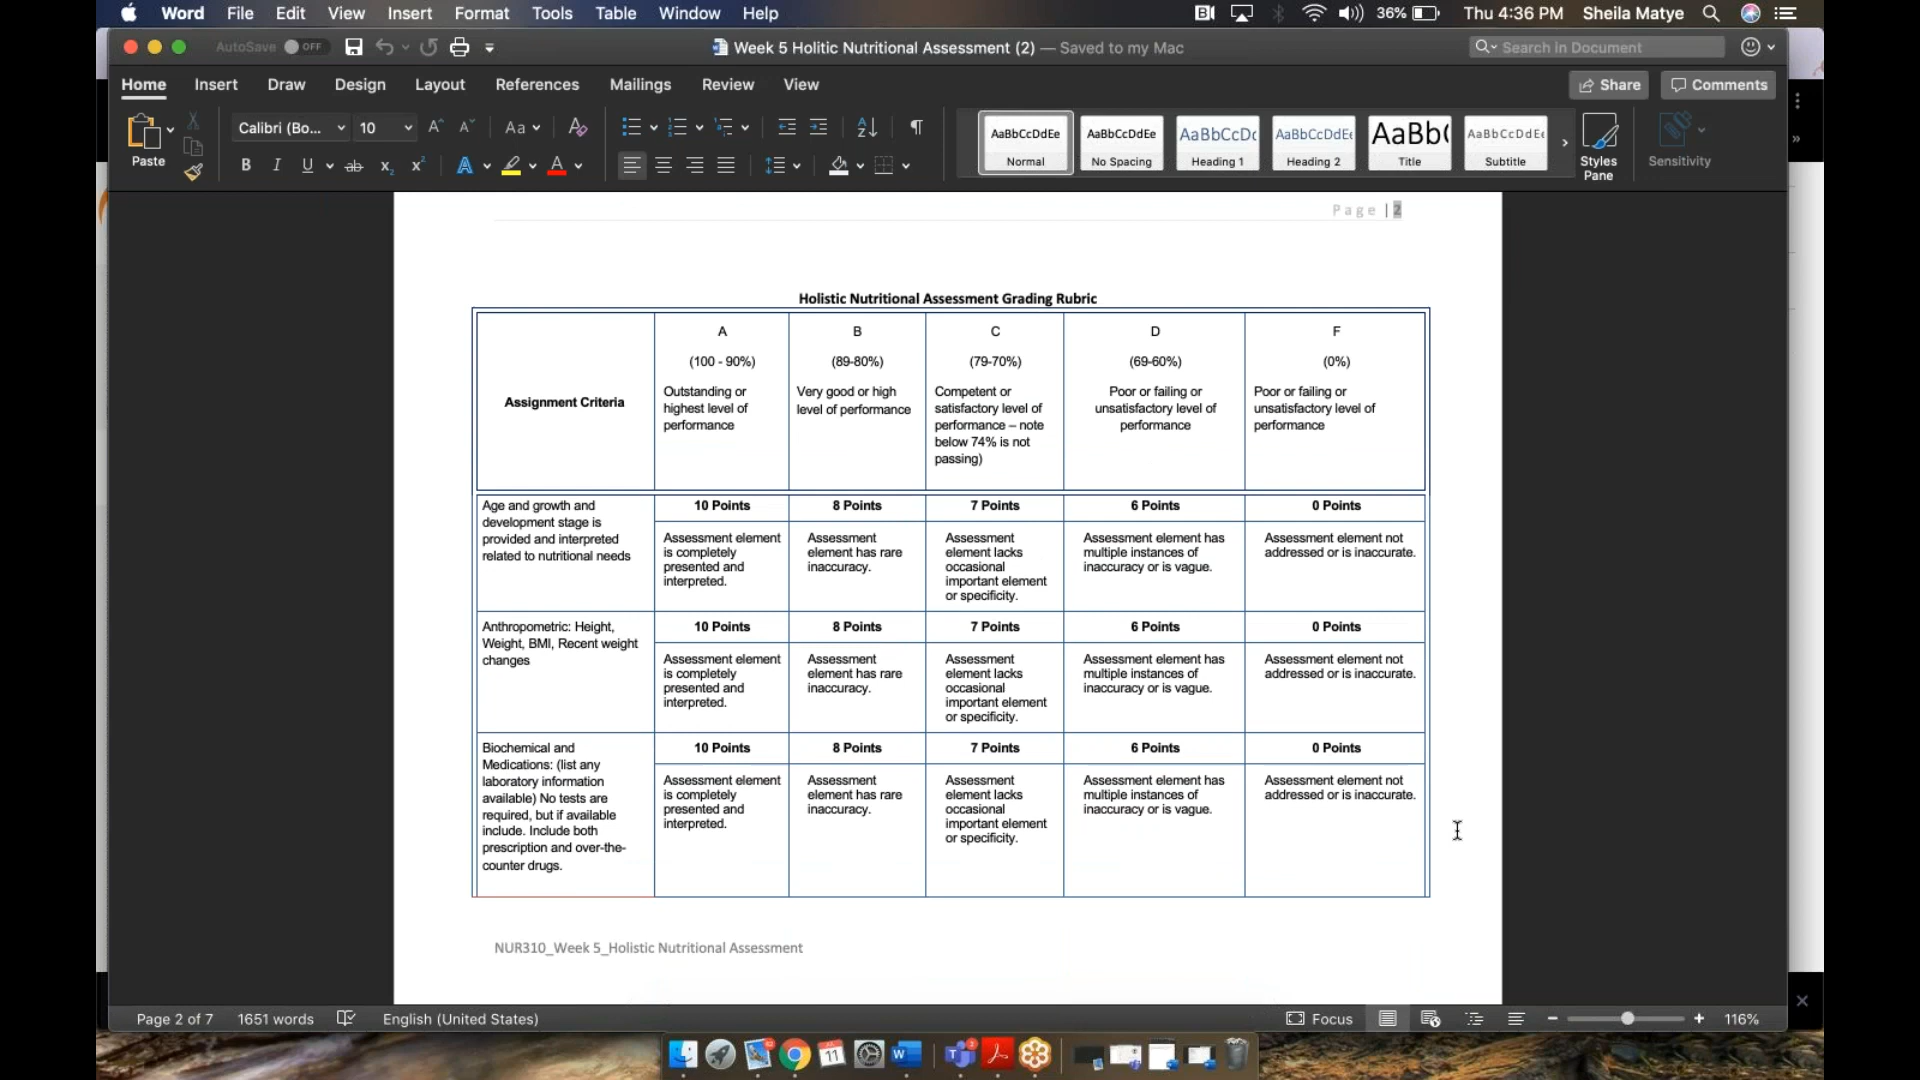 Word File Edit View Insert Format Tools Table Window Help 36% Thu 4:36 PM Sheila Matye
AutoSave OFF Week 5 Holitic Nutritional Assessment (2) — Saved to my Mac Search in Document
Home Insert Draw Design Layout References Mailings Review View Share Comments
Paste Calibri (Bo... 10 Aa
AaBbCcDdEe AaBbCcDdEe AaBbCcDc AaBbCcDdEe AaBb( AaBbCcDdEe
Normal No Spacing Heading 1 Heading 2 Title Subtitle
Styles Pane Sensitivity
Page | 2
Holistic Nutritional Assessment Grading Rubric
Assignment Criteria
A
(100 - 90%)
Outstanding or
highest level of
performance
B
(89-80%)
Very good or high
level of performance
C
(79-70%)
Competent or
satisfactory level of
performance – note
below 74% is not
passing)
D
(69-60%)
Poor or failing or
unsatisfactory level of
performance
F
(0%)
Poor or failing or
unsatisfactory level of
performance
Age and growth and
development stage is
provided and interpreted
related to nutritional needs
10 Points
Assessment element
is completely
presented and
interpreted.
8 Points
Assessment
element has rare
inaccuracy.
7 Points
Assessment
element lacks
occasional
important element
or specificity.
6 Points
Assessment element has
multiple instances of
inaccuracy or is vague.
0 Points
Assessment element not
addressed or is inaccurate.
Anthropometric: Height,
Weight, BMI, Recent weight
changes
10 Points
Assessment element
is completely
presented and
interpreted.
8 Points
Assessment
element has rare
inaccuracy.
7 Points
Assessment
element lacks
occasional
important element
or specificity.
6 Points
Assessment element has
multiple instances of
inaccuracy or is vague.
0 Points
Assessment element not
addressed or is inaccurate.
Biochemical and
Medications: (list any
laboratory information
available) No tests are
required, but if available
include. Include both
prescription and over-the-
counter drugs.
10 Points
Assessment element
is completely
presented and
interpreted.
8 Points
Assessment
element has rare
inaccuracy.
7 Points
Assessment
element lacks
occasional
important element
or specificity.
6 Points
Assessment element has
multiple instances of
inaccuracy or is vague.
0 Points
Assessment element not
addressed or is inaccurate.
NUR310_Week 5_Holistic Nutritional Assessment
Page 2 of 7 1651 words English (United States) Focus 116%